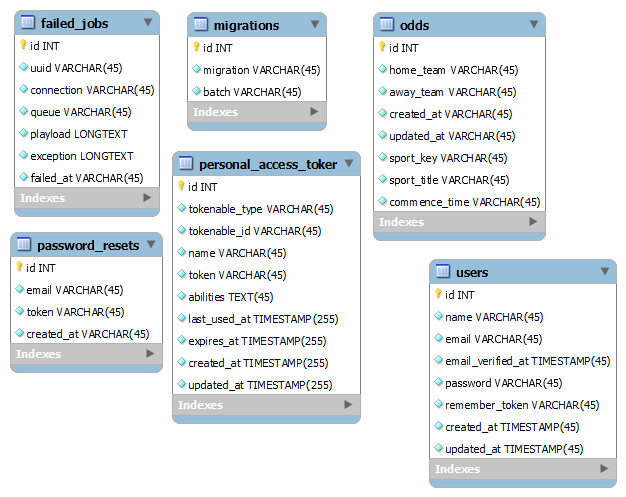 failed_jobs
id INT
uuid VARCHAR(45)
connection VARCHAR(45)
queue VARCHAR(45)
playload LONGTEXT
exception LONGTEXT
failed_at VARCHAR(45)
Indexes
migrations
id INT
migration VARCHAR(45)
batch VARCHAR(45)
Indexes
odds
id INT
home_team VARCHAR(45)
away_team VARCHAR(45)
created_at VARCHAR(45)
updated_at VARCHAR(45)
sport_key VARCHAR(45)
sport_title VARCHAR(45)
commence_time VARCHAR(45)
Indexes
personal_access_toker
id INT
tokenable_type VARCHAR(45)
tokenable_id VARCHAR(45)
name VARCHAR(45)
token VARCHAR(45)
abilities TEXT(45)
last_used_at TIMESTAMP(255)
expires_at TIMESTAMP(255)
created_at TIMESTAMP(255)
updated_at TIMESTAMP(255)
Indexes
password_resets
id INT
email VARCHAR(45)
token VARCHAR(45)
created_at VARCHAR(45)
Indexes
users
id INT
name VARCHAR(45)
email VARCHAR(45)
email_verified_at TIMESTAMP(45)
password VARCHAR(45)
remember_token VARCHAR(45)
created_at TIMESTAMP(45)
updated_at TIMESTAMP(45)
Indexes